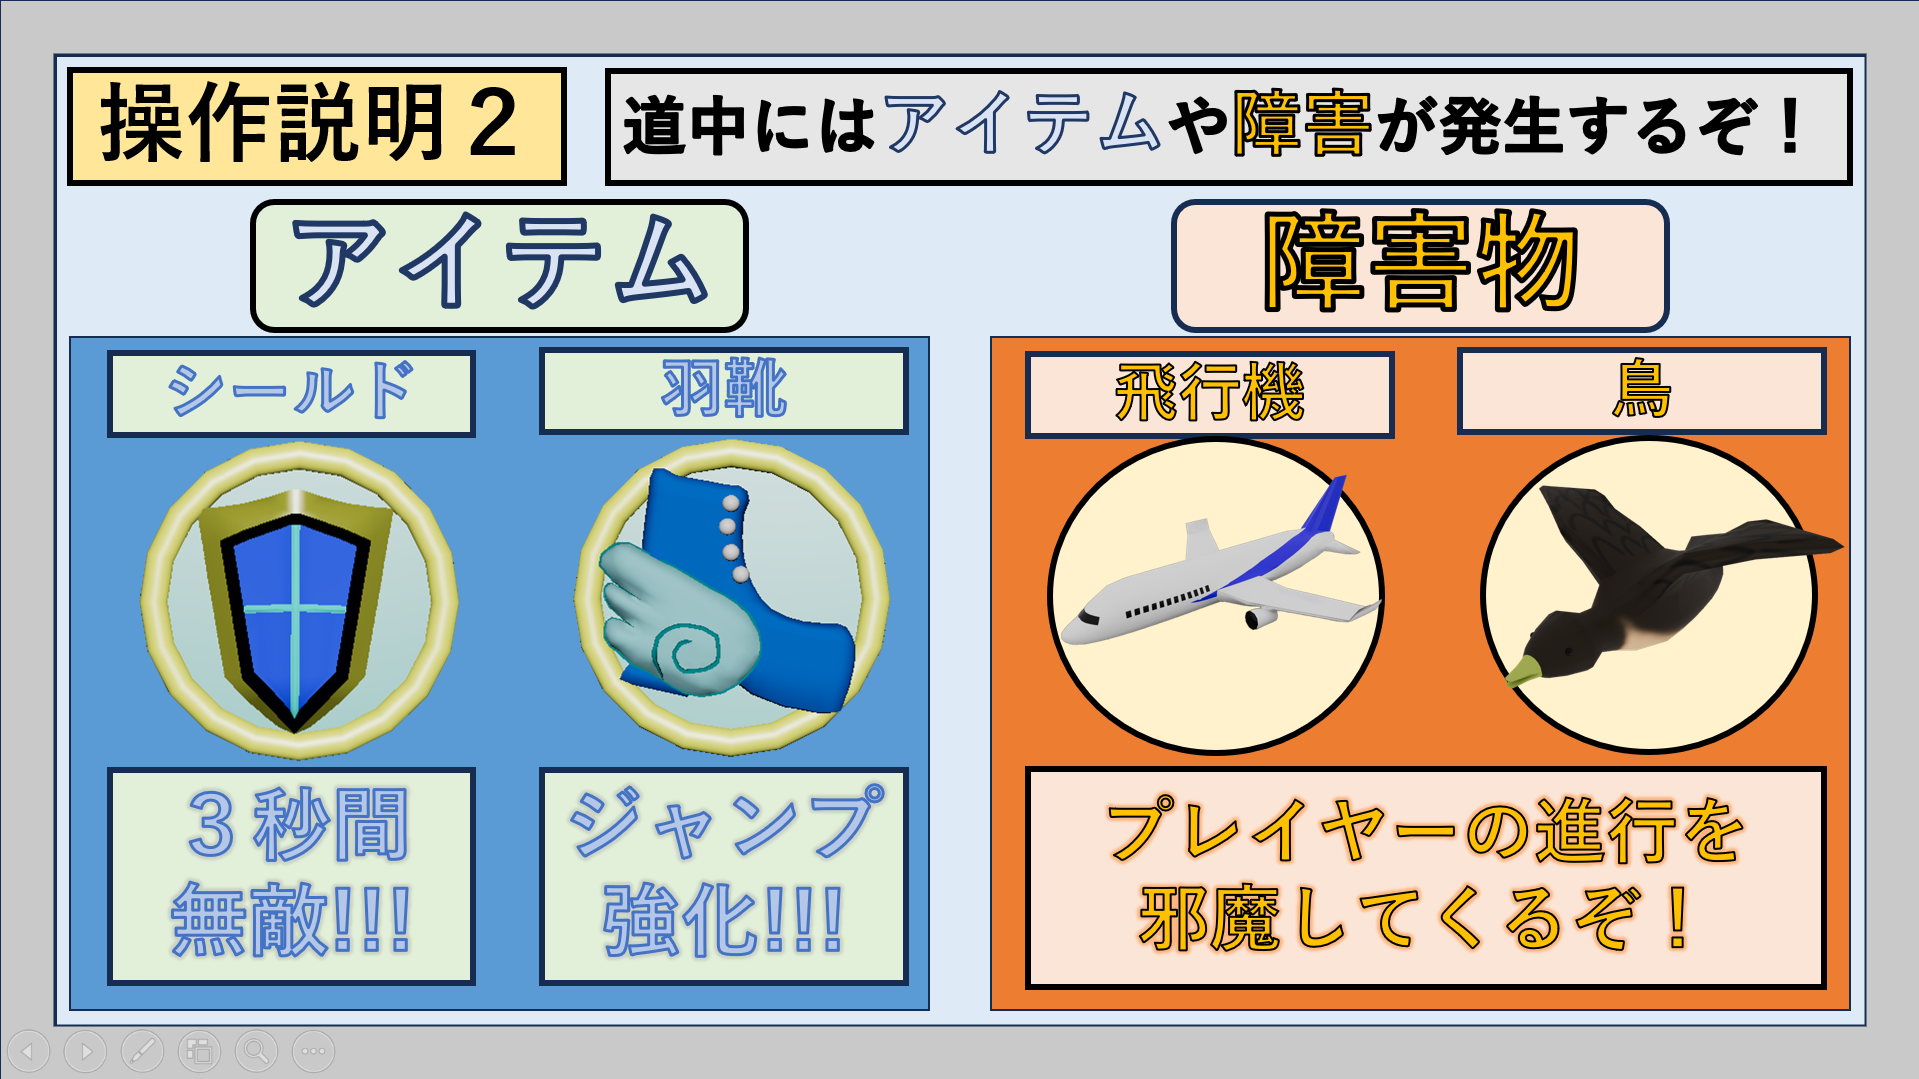 操作説明２
道中にはアイテムや障害が発生するぞ！
アイテム
障害物
シールド
羽靴
飛行機
鳥
３秒間
無敵!!!
ジャンプ
強化!!!
プレイヤーの進行を
邪魔してくるぞ！